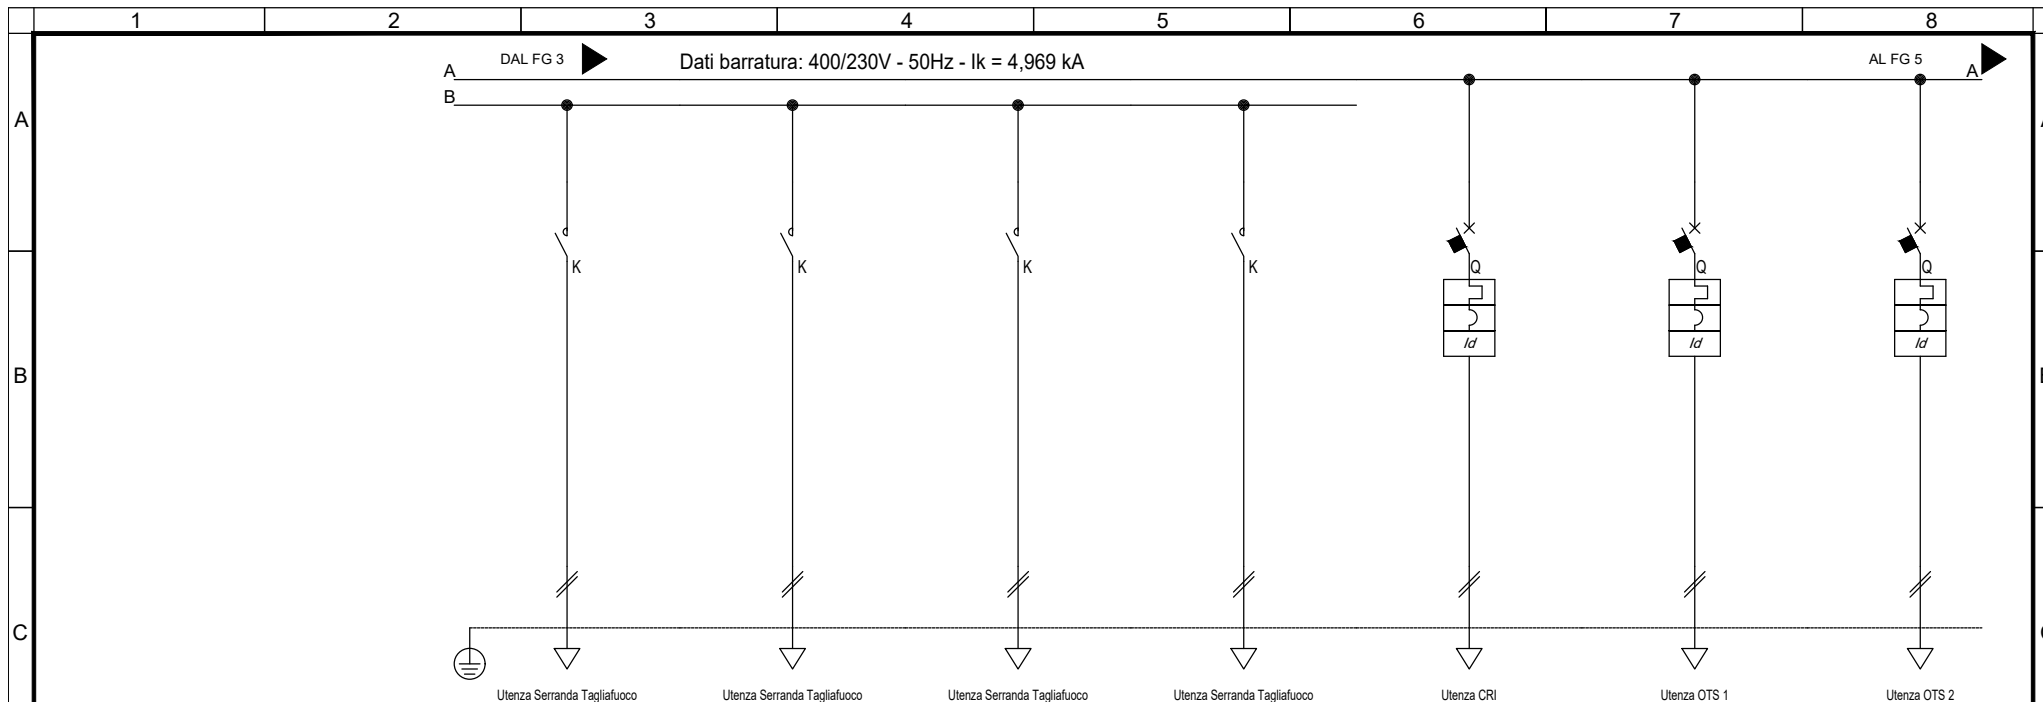 1 2 3 4 5 6 7 8
DAL FG 3 Dati barratura: 400/230V - 50Hz - Ik = 4,969 kA AL FG 5
A A
B
A
K K K K Q Q Q
Id Id Id
B
C
Utenza Serranda Tagliafuoco Utenza Serranda Tagliafuoco Utenza Serranda Tagliafuoco Utenza Serranda Tagliafuoco Utenza CRI Utenza OTS 1 Utenza OTS 2